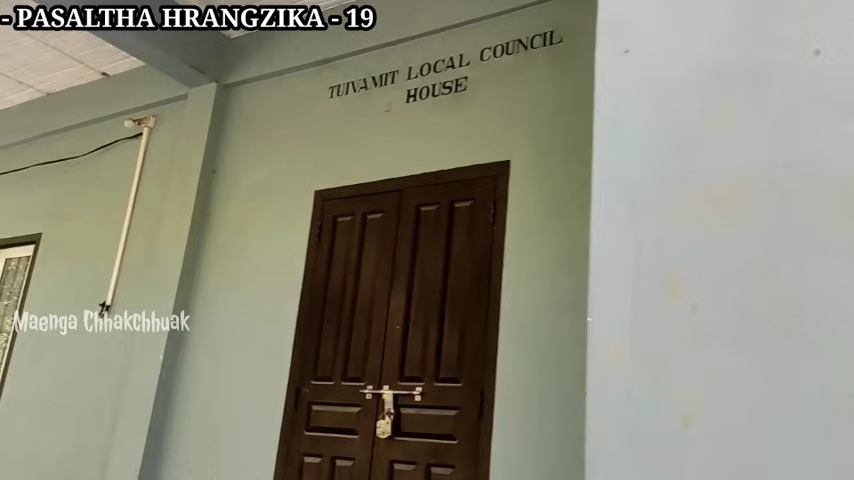 - PASALTHA HRANGZIKA - 19
TUIVAMIT LOCAL COUNCIL
HOUSE
Maenga Chhakchhuak